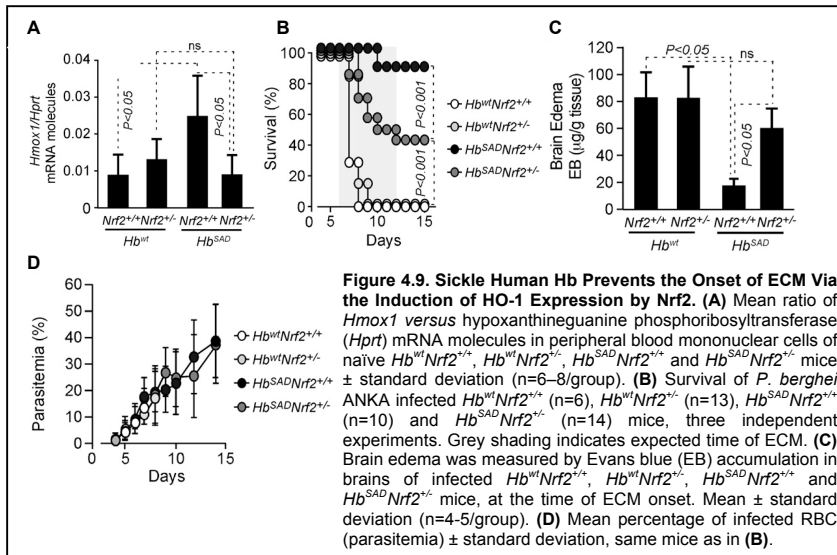 A
Hmox1/Hprt
mRNA molecules
0.04
0.03
0.02
0.01
0
P<0.05
P<0.05
ns
Nrf2+/+ Nrf2+/- Nrf2+/+ Nrf2+/-
Hbwt HbSAD
B
Survival (%)
100
80
60
40
20
0
0 5 10 15
Days
P<0.001
P<0.001
HbwtNrf2+/+
HbwtNrf2+/-
HbSADNrf2+/+
HbSADNrf2+/-
C
Brain Edema
EB (µg/g tissue)
120
100
80
60
40
20
0
P<0.05
ns
P<0.05
Nrf2+/+ Nrf2+/- Nrf2+/+ Nrf2+/-
Hbwt HbSAD
D
Parasitemia (%)
60
50
40
30
20
10
0
0 5 10 15
Days
HbwtNrf2+/+
HbwtNrf2+/-
HbSADNrf2+/+
HbSADNrf2+/-
Figure 4.9. Sickle Human Hb Prevents the Onset of ECM Via
the Induction of HO-1 Expression by Nrf2. (A) Mean ratio of
Hmox1 versus hypoxanthineguanine phosphoribosyltransferase
(Hprt) mRNA molecules in peripheral blood mononuclear cells of
naïve HbwtNrf2+/+, HbwtNrf2+/-, HbSADNrf2+/+ and HbSADNrf2+/- mice
± standard deviation (n=6–8/group). (B) Survival of P. berghei
ANKA infected HbwtNrf2+/+ (n=6), HbwtNrf2+/- (n=13), HbSADNrf2+/+
(n=10) and HbSADNrf2+/- (n=14) mice, three independent
experiments. Grey shading indicates expected time of ECM. (C)
Brain edema was measured by Evans blue (EB) accumulation in
brains of infected HbwtNrf2+/+, HbwtNrf2+/-, HbSADNrf2+/+ and
HbSADNrf2+/- mice, at the time of ECM onset. Mean ± standard
deviation (n=4-5/group). (D) Mean percentage of infected RBC
(parasitemia) ± standard deviation, same mice as in (B).